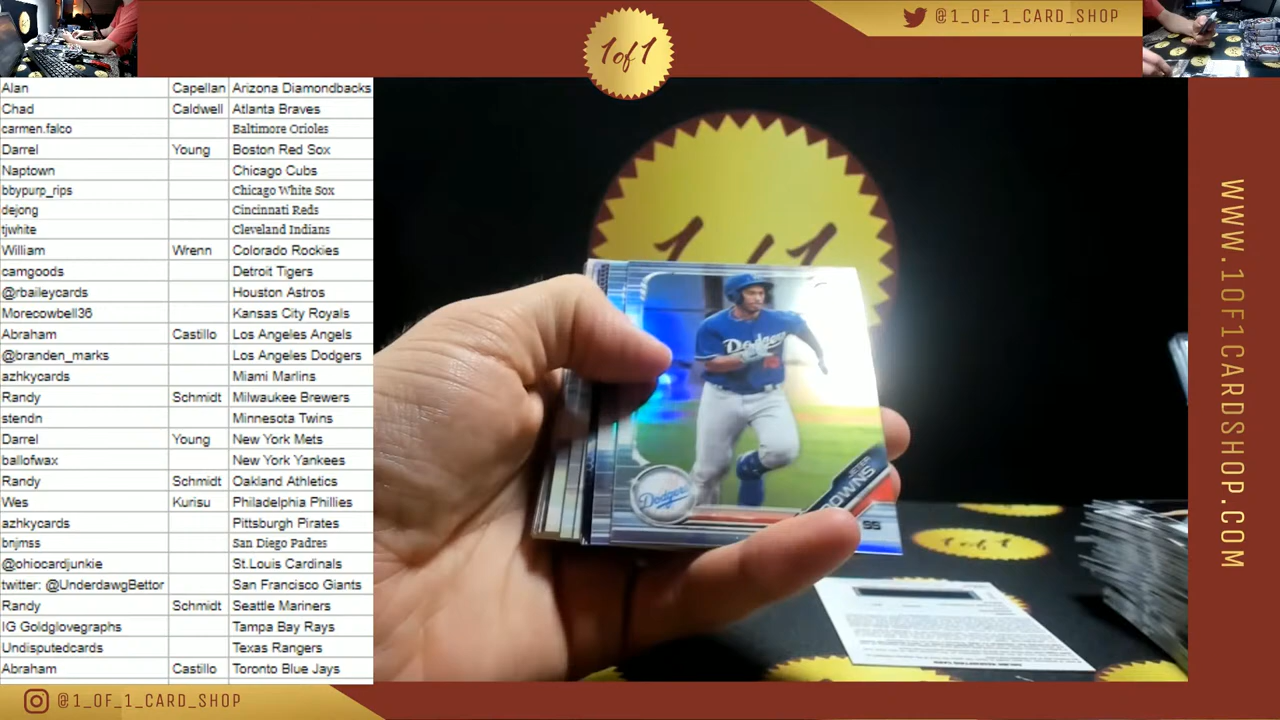 @1_OF_1_CARD_SHOP
1of1
Alan Capellan Arizona Diamondbacks
Chad Caldwell Atlanta Braves
carmen.falco Baltimore Orioles
Darrel Young Boston Red Sox
Naptown Chicago Cubs
bbypurp_rips Chicago White Sox
dejong Cincinnati Reds
tjwhite Cleveland Indians
William Wrenn Colorado Rockies
camgoods Detroit Tigers
@rbaileycards Houston Astros
Morecowbell36 Kansas City Royals
Abraham Castillo Los Angeles Angels
@branden_marks Los Angeles Dodgers
azhkycards Miami Marlins
Randy Schmidt Milwaukee Brewers
stendn Minnesota Twins
Darrel Young New York Mets
ballofwax New York Yankees
Randy Schmidt Oakland Athletics
Wes Kurisu Philadelphia Phillies
azhkycards Pittsburgh Pirates
bnjmss San Diego Padres
@ohiocardjunkie St.Louis Cardinals
twitter: @UnderdawgBettor San Francisco Giants
Randy Schmidt Seattle Mariners
IG Goldglovegraphs Tampa Bay Rays
Undisputedcards Texas Rangers
Abraham Castillo Toronto Blue Jays
Dodgers
Dodgers
1 of 1
WWW.1OF1CARDSHOP.COM
@1_OF_1_CARD_SHOP